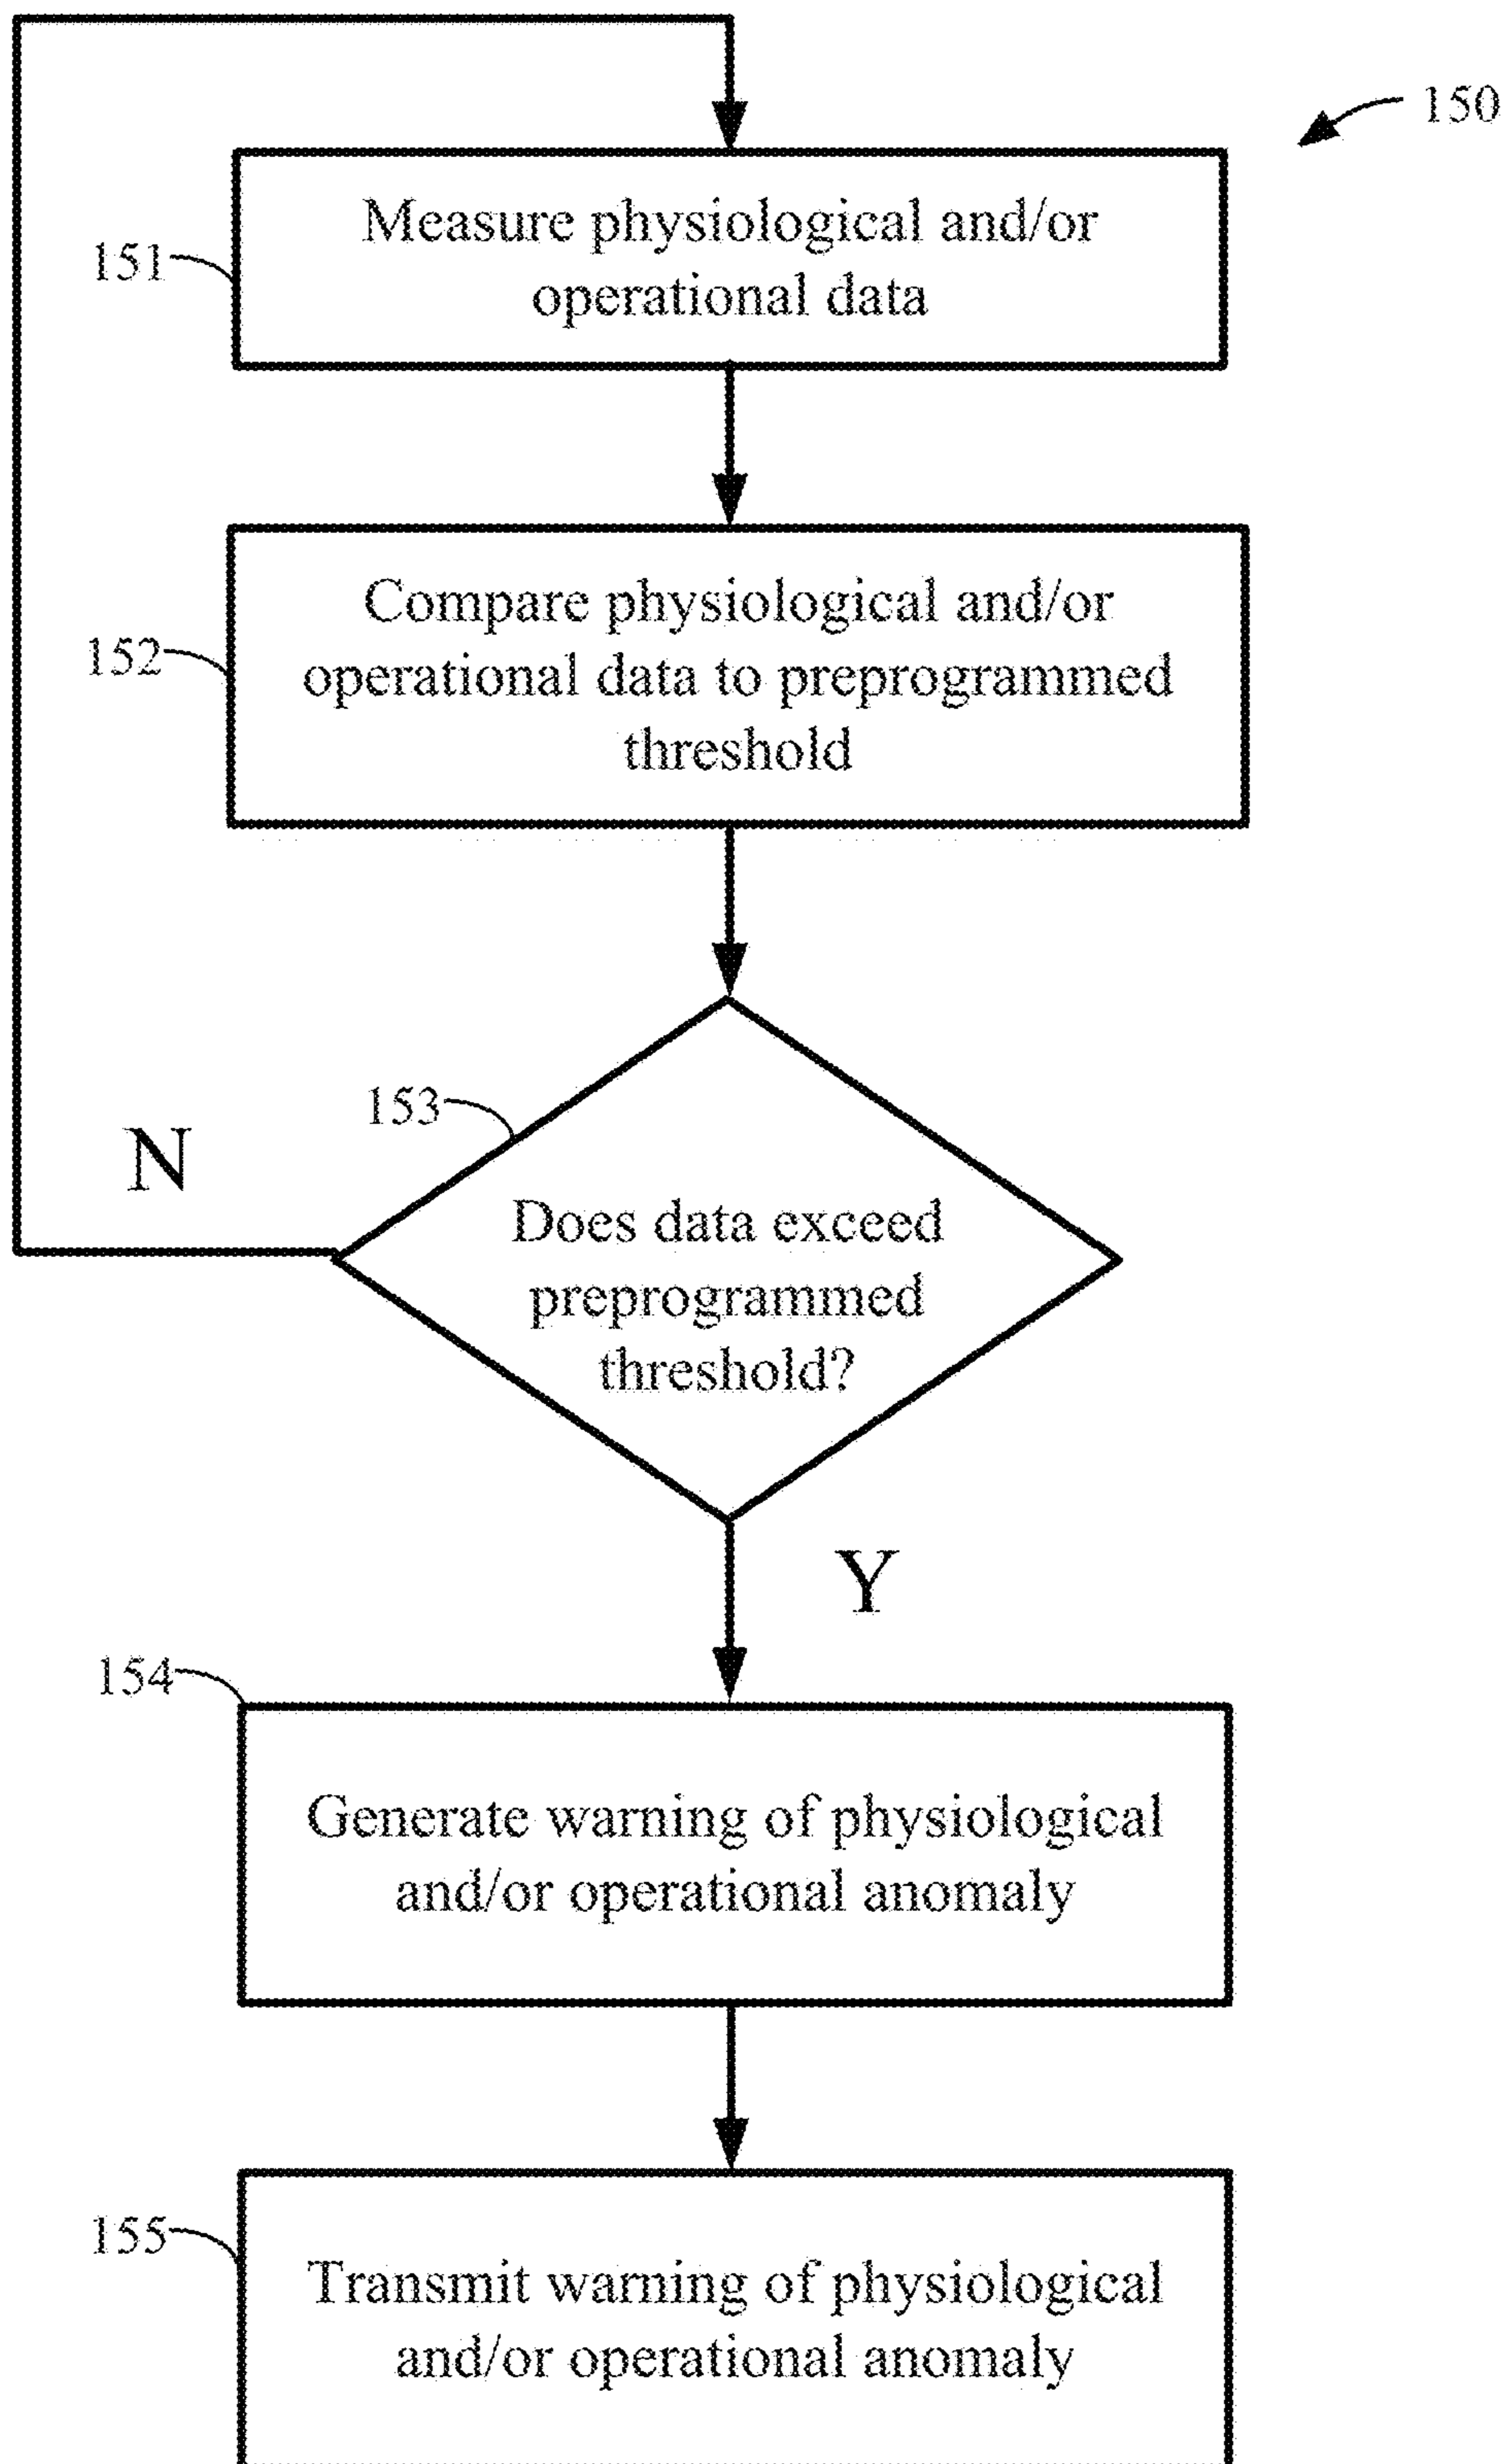 150
151
Measure physiological and/or
operational data
152
Compare physiological and/or
operational data to preprogrammed
threshold
153
N
Does data exceed
preprogrammed
threshold?
Y
154
Generate warning of physiological
and/or operational anomaly
155
Transmit warning of physiological
and/or operational anomaly